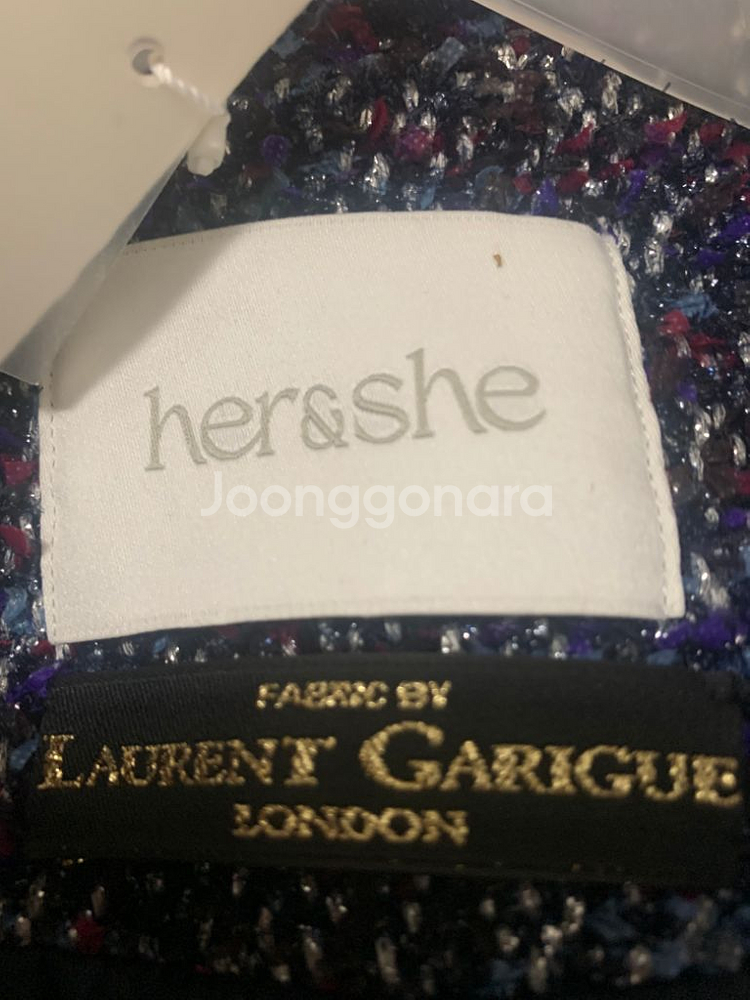 her&she
Joonggonara
FABRIC BY
LAURENT GARIGUE
LONDON